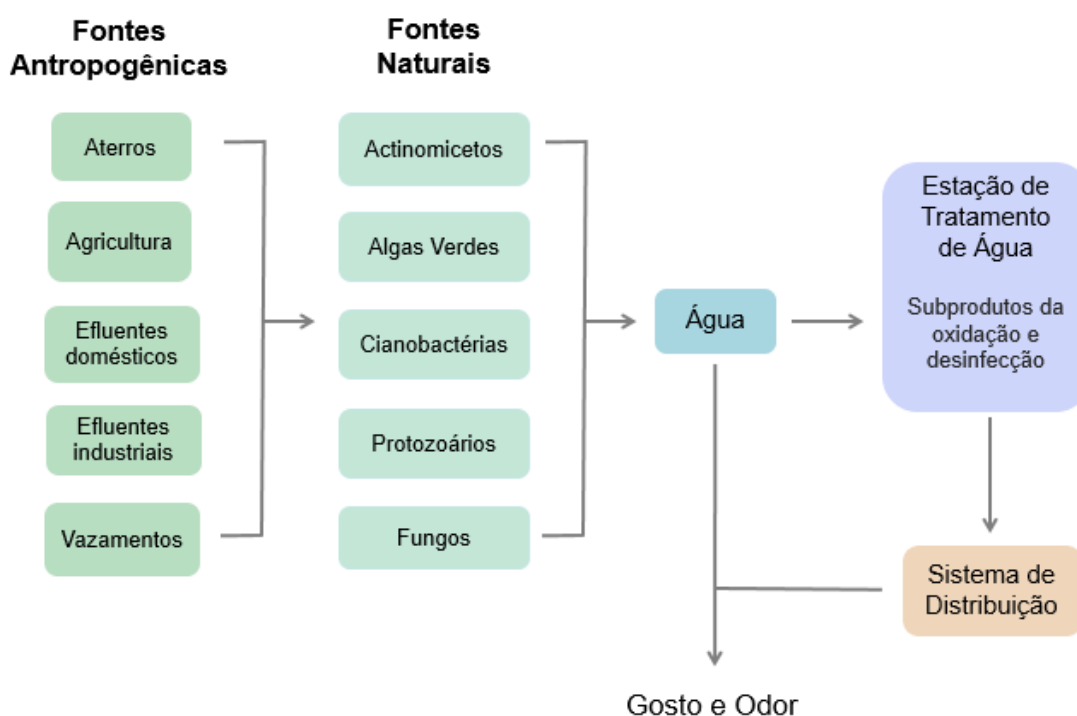 Fontes
Antropogênicas
Fontes
Naturais
Aterros
Agricultura
Efluentes
domésticos
Efluentes
industriais
Vazamentos
Actinomicetos
Algas Verdes
Cianobactérias
Protozoários
Fungos
Água
Estação de
Tratamento
de Água
Subprodutos da
oxidação e
desinfecção
Sistema de
Distribuição
Gosto e Odor